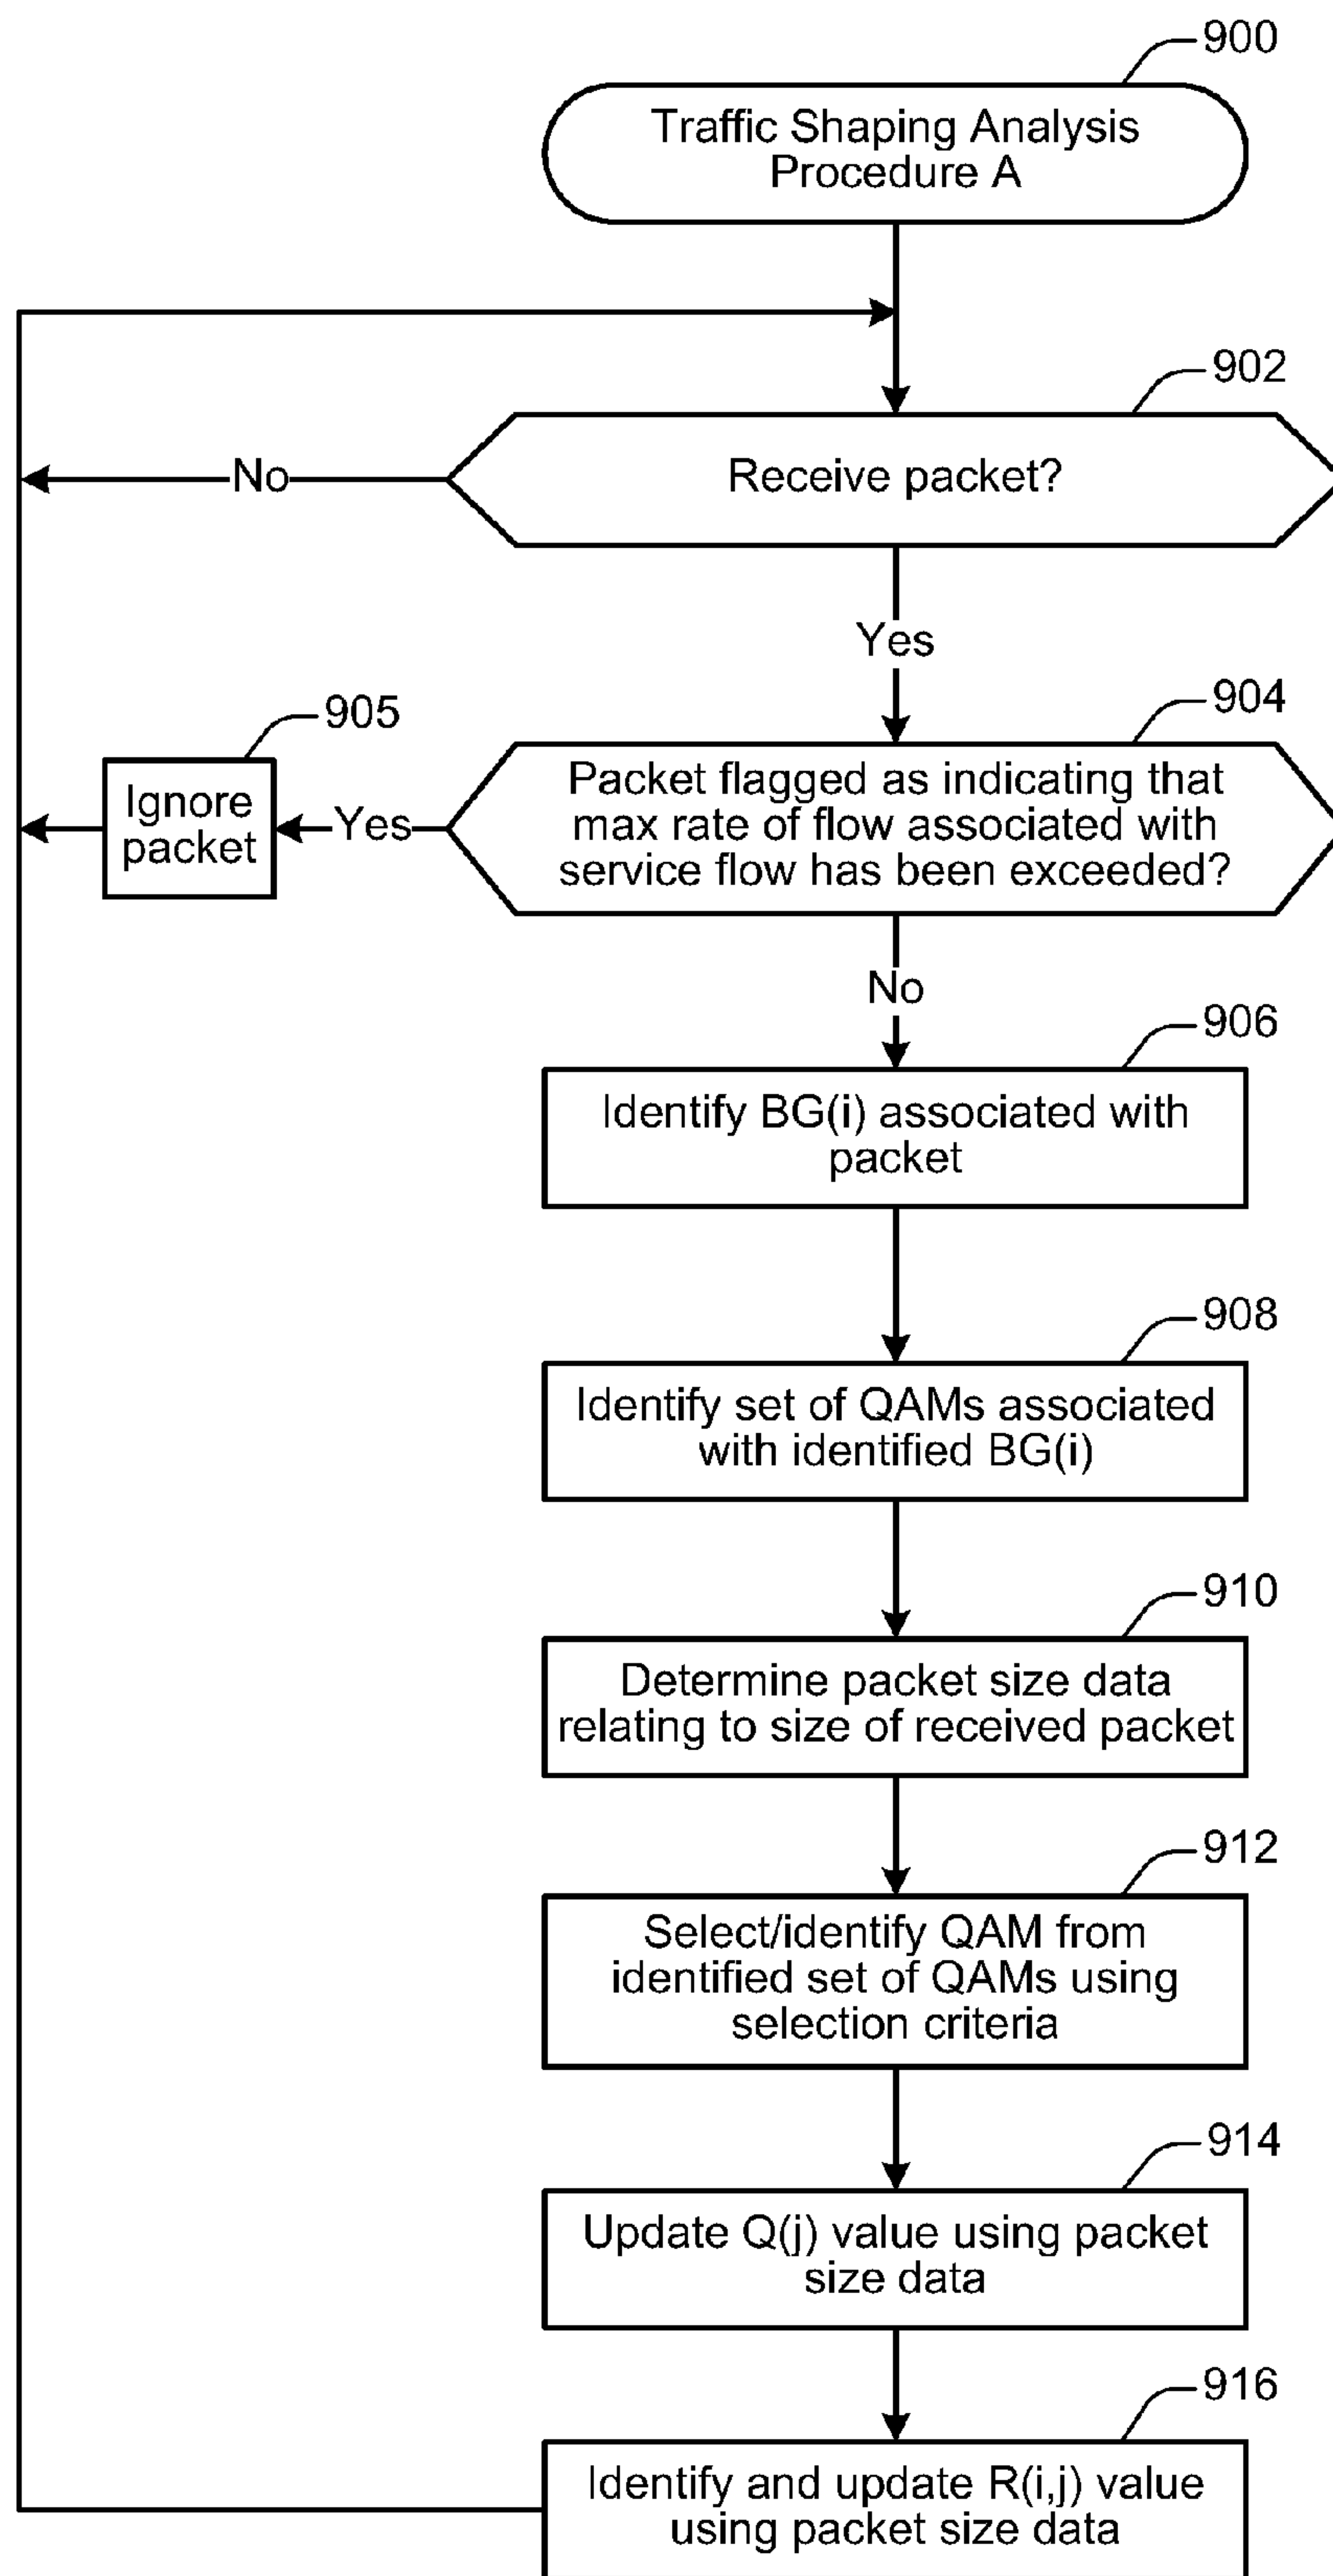 900
Traffic Shaping Analysis
Procedure A
902
Receive packet?
No
Yes
904
Packet flagged as indicating that
max rate of flow associated with
service flow has been exceeded?
905
Ignore
packet
Yes
No
906
Identify BG(i) associated with
packet
908
Identify set of QAMs associated
with identified BG(i)
910
Determine packet size data
relating to size of received packet
912
Select/identify QAM from
identified set of QAMs using
selection criteria
914
Update Q(j) value using packet
size data
916
Identify and update R(i,j) value
using packet size data